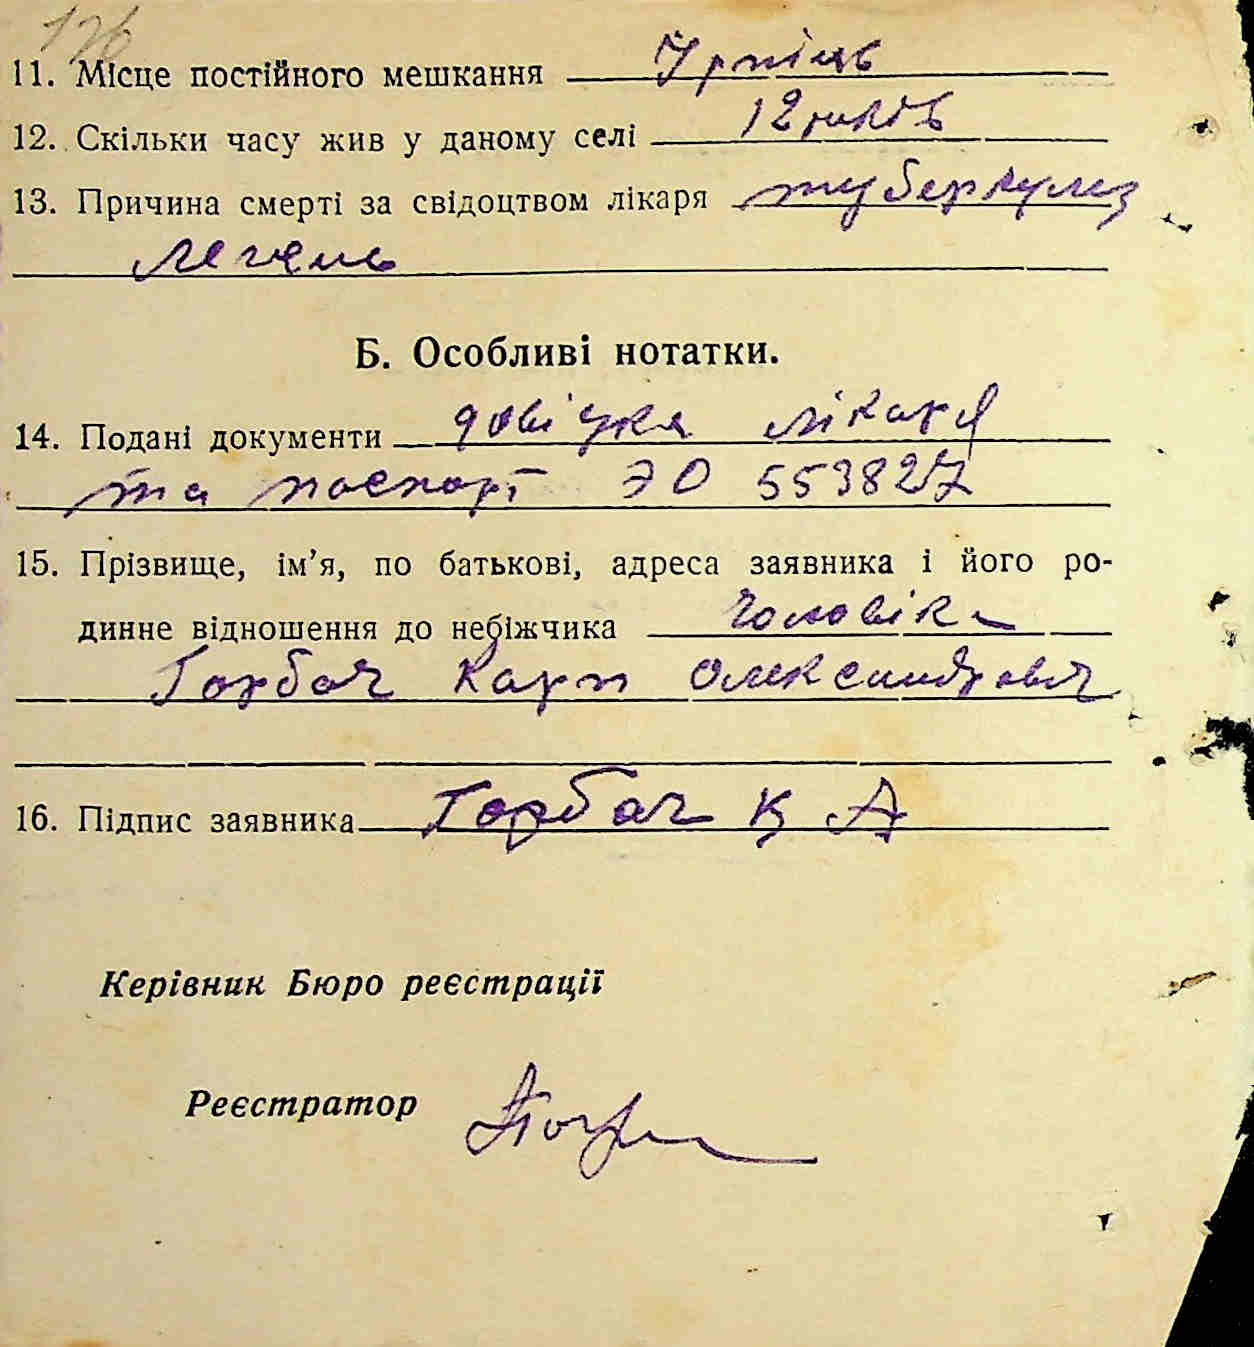 126
11. Місце постійного мешкання Ірпінь
12. Скільки часу жив у даному селі 12 років
13. Причина смерті за свідоцтвом лікаря туберкульоз
легень
Б. Особливі нотатки.
14. Подані документи довідка лікаря
та паспорт ЭО 553827
15. Прізвище, ім’я, по батькові, адреса заявника і його ро-
динне відношення до небіжчика Чоловік
Горбач Карп Олександрович
16. Підпис заявника Горбач К А
Керівник Бюро реєстрації
Реєстратор